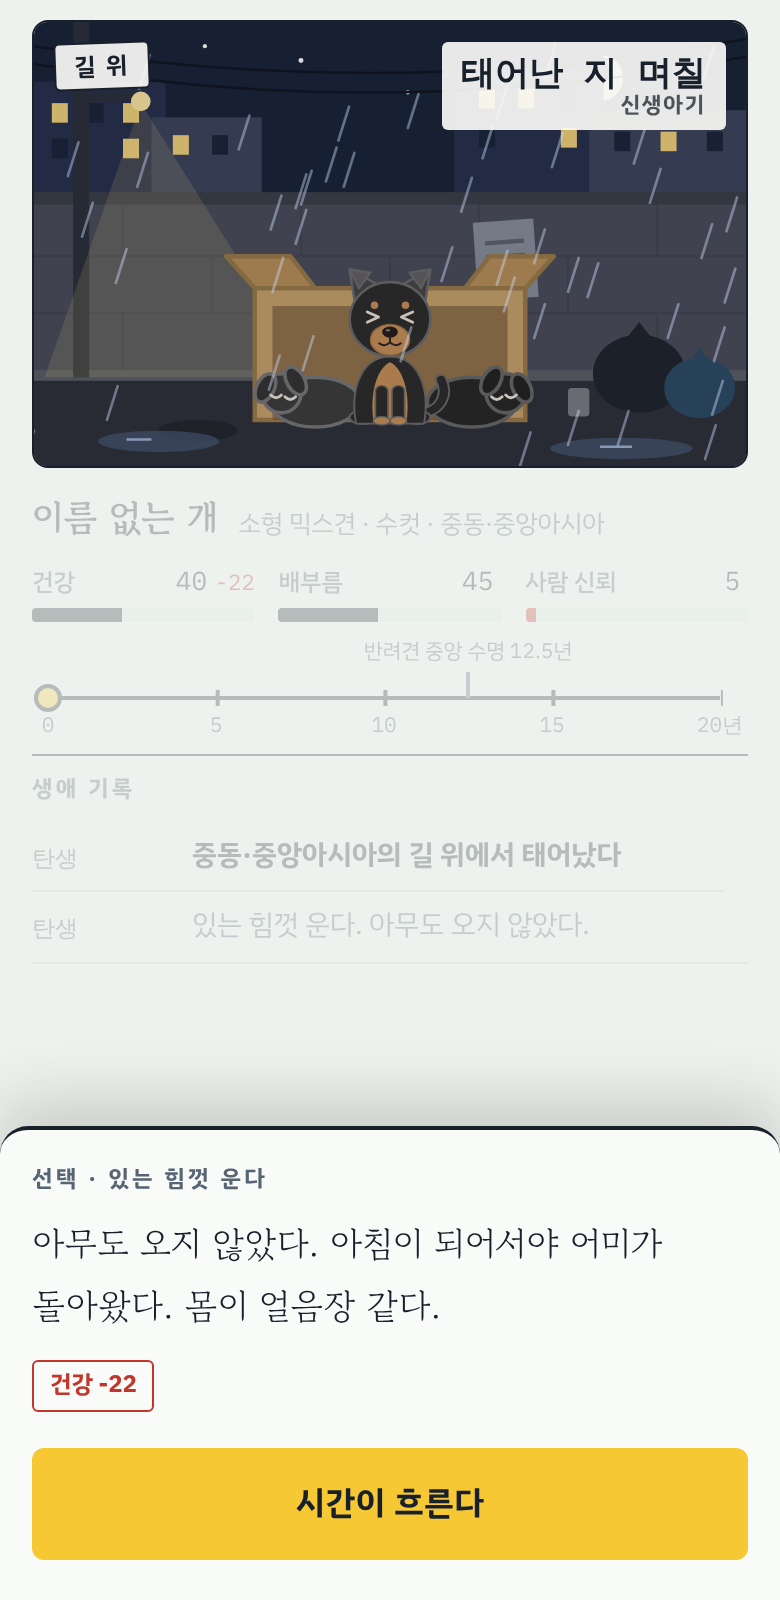 길 위
태어난 지 며칠
신생아기
이름 없는 개 소형 믹스견 · 수컷 · 중동·중앙아시아
건강 40 -22 배부름 45 사람 신뢰 5
반려견 중앙 수명 12.5년
0 5 10 15 20년
생애 기록
탄생 중동·중앙아시아의 길 위에서 태어났다
탄생 있는 힘껏 운다. 아무도 오지 않았다.
선택 · 있는 힘껏 운다
아무도 오지 않았다. 아침이 되어서야 어미가
돌아왔다. 몸이 얼음장 같다.
건강 -22
시간이 흐른다